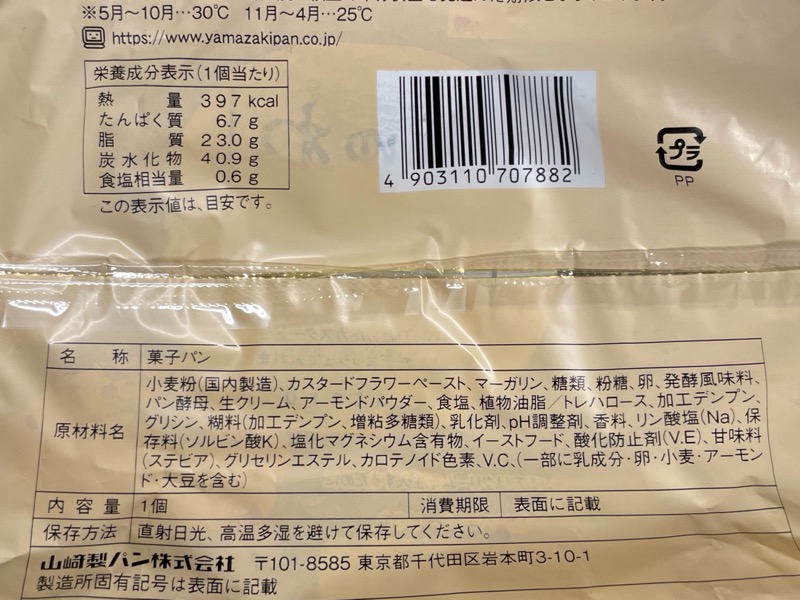 ※5月～10月…30℃ 11月～4月…25℃
https://www.yamazakipan.co.jp/
栄養成分表示(1個当たり)
熱量 397 kcal
たんぱく質 6.7 g
脂質 23.0 g
炭水化物 40.9 g
食塩相当量 0.6 g
この表示値は、目安です。
4 903110 707882
プラ
PP
名称 菓子パン
原材料名
小麦粉(国内製造)、カスタードフラワーペースト、マーガリン、糖類、粉糖、卵、発酵風味料、
パン酵母、生クリーム、アーモンドパウダー、食塩、植物油脂／トレハロース、加工デンプン、
グリシン、糊料(加工デンプン、増粘多糖類)、乳化剤、pH調整剤、香料、リン酸塩(Na)、保
存料(ソルビン酸K)、塩化マグネシウム含有物、イーストフード、酸化防止剤(V.E)、甘味料
(ステビア)、グリセリンエステル、カロテノイド色素、V.C、(一部に乳成分・卵・小麦・アーモン
ド・大豆を含む)
内容量 1個 消費期限 表面に記載
保存方法 直射日光、高温多湿を避けて保存してください。
山崎製パン株式会社 〒101-8585 東京都千代田区岩本町3-10-1
製造所固有記号は表面に記載